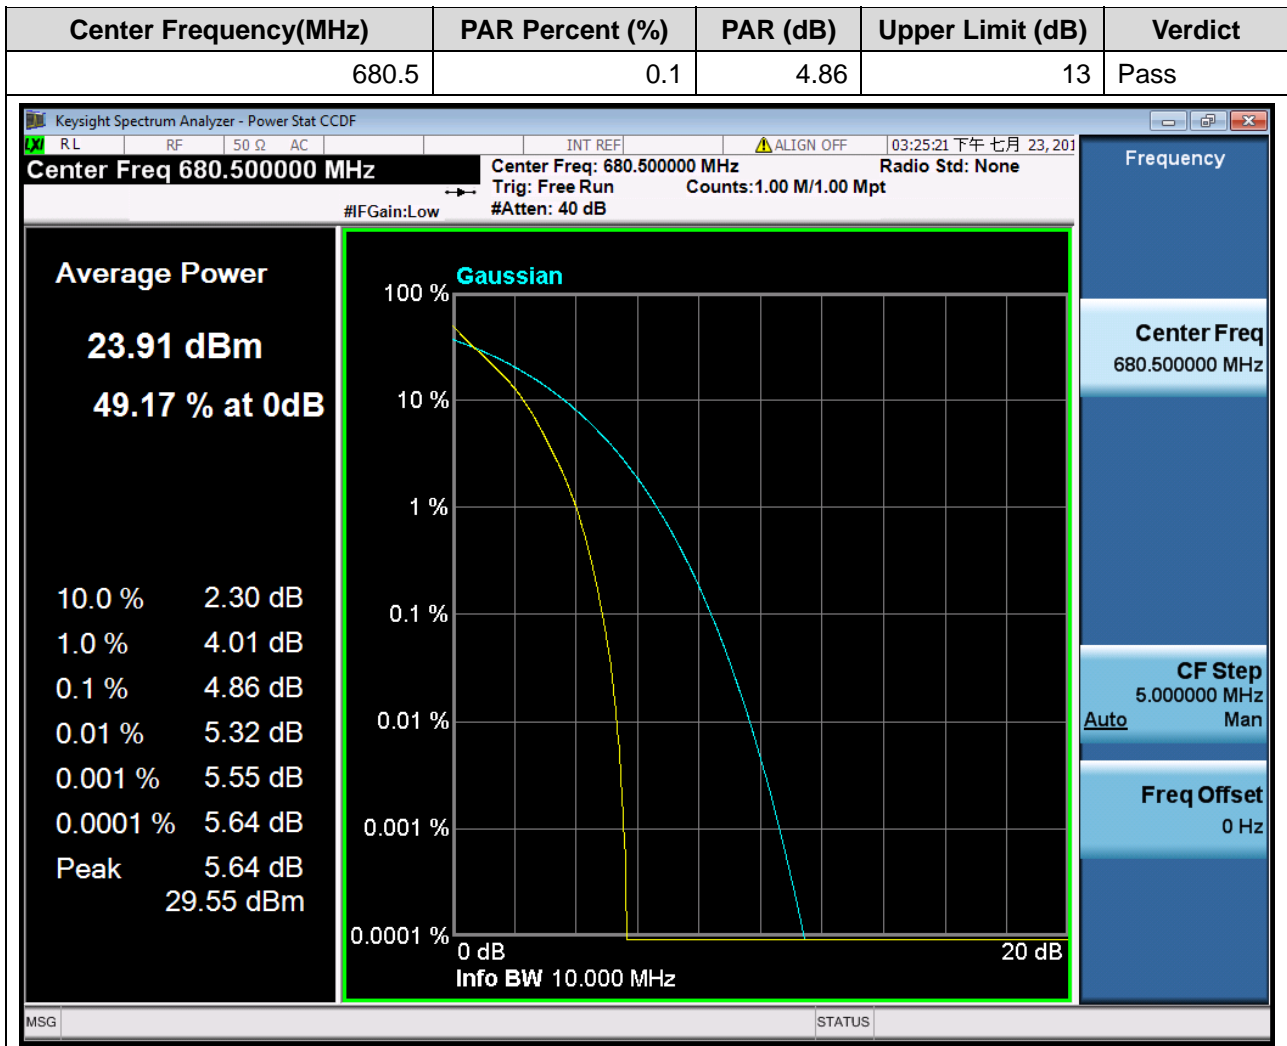 Center Frequency(MHz) PAR Percent (%) PAR (dB) Upper Limit (dB) Verdict
680.5 0.1 4.86 13 Pass
Keysight Spectrum Analyzer - Power Stat CCDF
LXI RL RF 50 Ω AC INT REF ALIGN OFF 03:25:21 下午 七月 23, 201
Center Freq 680.500000 MHz
Center Freq: 680.500000 MHz Radio Std: None
Trig: Free Run Counts:1.00 M/1.00 Mpt
#IFGain:Low #Atten: 40 dB
Average Power
23.91 dBm
49.17 % at 0dB
10.0 % 2.30 dB
1.0 % 4.01 dB
0.1 % 4.86 dB
0.01 % 5.32 dB
0.001 % 5.55 dB
0.0001 % 5.64 dB
Peak 5.64 dB
29.55 dBm
Gaussian
100 %
10 %
1 %
0.1 %
0.01 %
0.001 %
0.0001 %
0 dB 20 dB
Info BW 10.000 MHz
Frequency
Center Freq
680.500000 MHz
CF Step
5.000000 MHz
Auto Man
Freq Offset
0 Hz
MSG STATUS